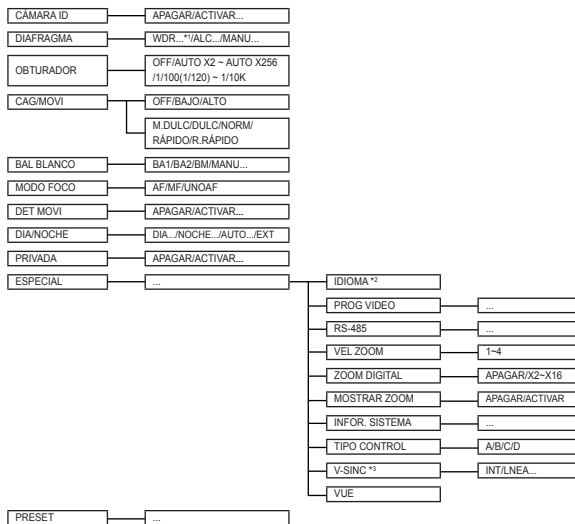 CÁMARA ID APAGAR/ACTIVAR...
DIAFRAGMA WDR...*1/ALC.../MANU...
OBTURADOR OFF/AUTO X2 ~ AUTO X256
/1/100(1/120) ~ 1/10K
CAG/MOVI OFF/BAJO/ALTO
M.DULC/DULC/NORM/
RÁPIDO/R.RÁPIDO
BAL BLANCO BA1/BA2/BM/MANU...
MODO FOCO AF/MF/UNOAF
DET MOVI APAGAR/ACTIVAR...
DIA/NOCHE DIA.../NOCHE.../AUTO.../EXT
PRIVADA APAGAR/ACTIVAR...
ESPECIAL ... IDIOMA *2
PROG VIDEO ...
RS-485 ...
VEL ZOOM 1~4
ZOOM DIGITAL APAGAR/X2~X16
MOSTRAR ZOOM APAGAR/ACTIVAR
INFOR. SISTEMA ...
TIPO CONTROL A/B/C/D
V-SINC *3 INT/LNEA...
VUE
PRESET ...